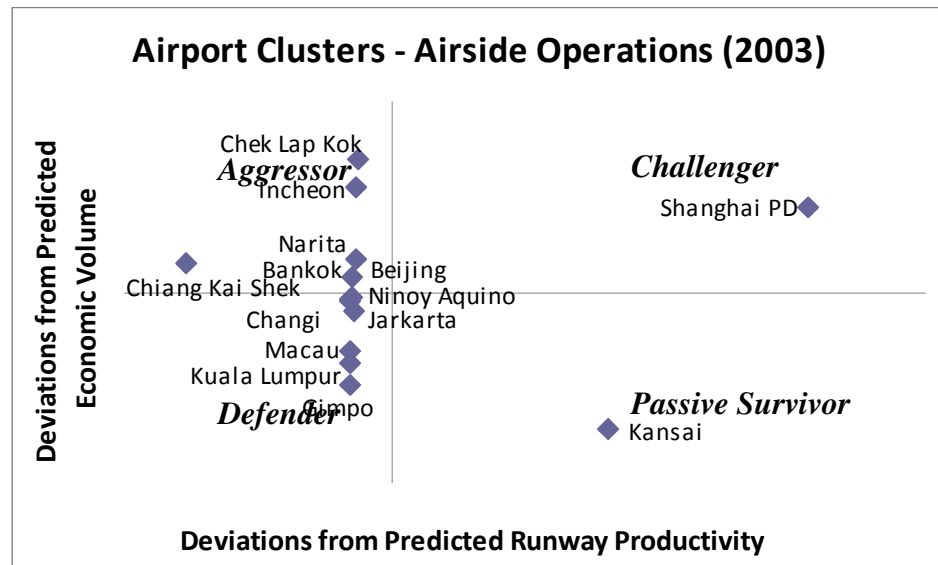 Airport Clusters - Airside Operations (2003)
Deviations from Predicted
Economic Volume
Chek Lap Kok
Aggressor
Incheon
Challenger
Shanghai PD
Narita
Bankok
Beijing
Chiang Kai Shek
Ninoy Aquino
Changi
Jarkarta
Macau
Kuala Lumpur
Gimpo
Defender
Passive Survivor
Kansai
Deviations from Predicted Runway Productivity